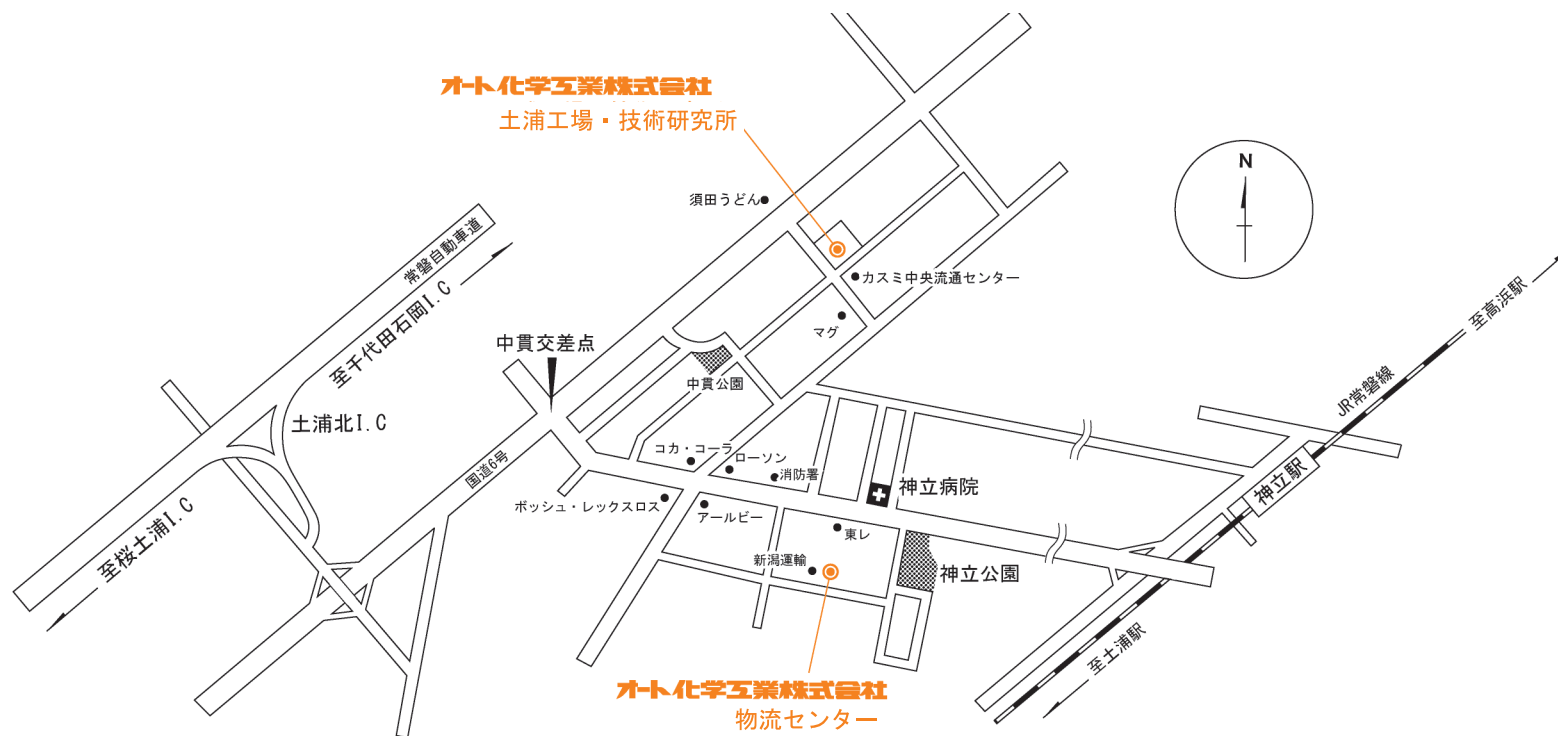 オート化学工業株式会社
土浦工場・技術研究所
N
須田うどん
常磐自動車道
至千代田石岡I.C
カスミ中央流通センター
マグ
至高浜駅
中貫交差点
中貫公園
JR常磐線
土浦北I.C
国道6号
コカ・コーラ
ローソン
消防署
神立病院
神立駅
ボッシュ・レックスロス
アールビー
東レ
至桜土浦I.C
新潟運輸
神立公園
至土浦駅
オート化学工業株式会社
物流センター